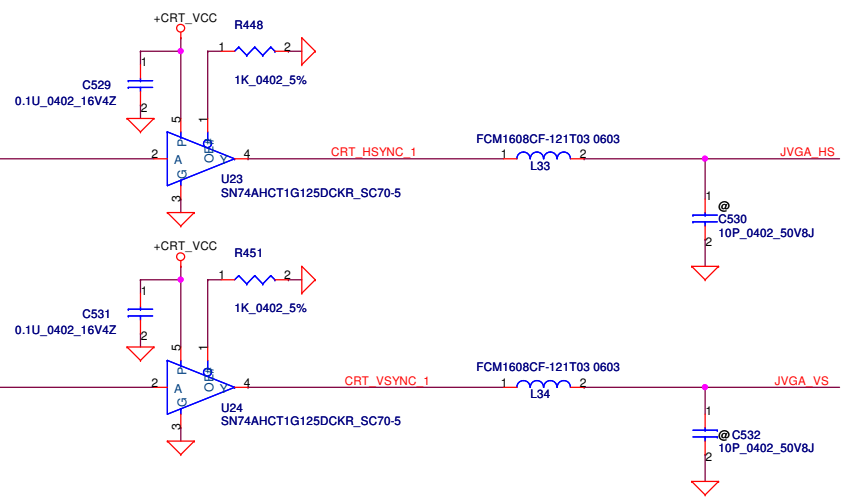 +CRT_VCC
R448
1 2
1
C529
1K_0402_5%
0.1U_0402_16V4Z
2
5 1
P OE#
FCM1608CF-121T03 0603
2 A Y 4 CRT_HSYNC_1 1 2 JVGA_HS
L33
G
U23
3
SN74AHCT1G125DCKR_SC70-5
1
@
C530
10P_0402_50V8J
2
+CRT_VCC
R451
1 2
1
C531
1K_0402_5%
0.1U_0402_16V4Z
2
5 1
P OE#
FCM1608CF-121T03 0603
2 A Y 4 CRT_VSYNC_1 1 2 JVGA_VS
L34
G
U24
3
SN74AHCT1G125DCKR_SC70-5
1
@ C532
10P_0402_50V8J
2